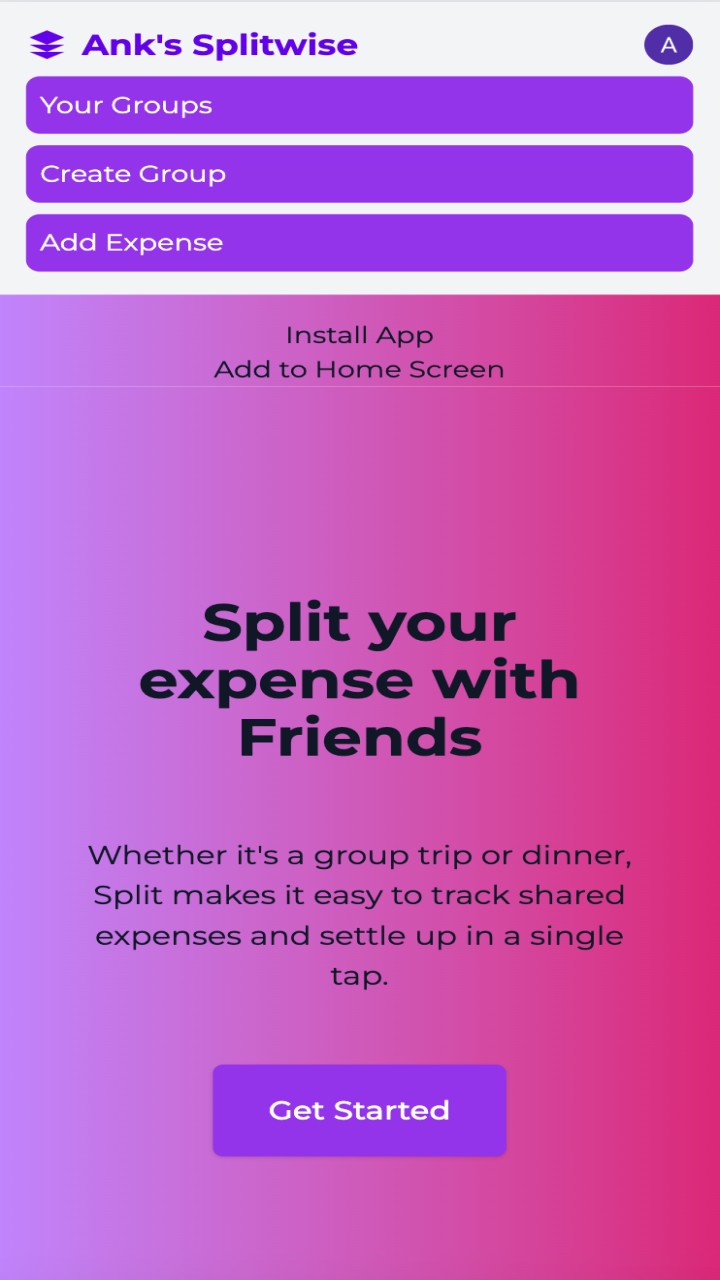 Ank's Splitwise
A
Your Groups
Create Group
Add Expense
Install App
Add to Home Screen
Split your
expense with
Friends
Whether it's a group trip or dinner,
Split makes it easy to track shared
expenses and settle up in a single
tap.
Get Started